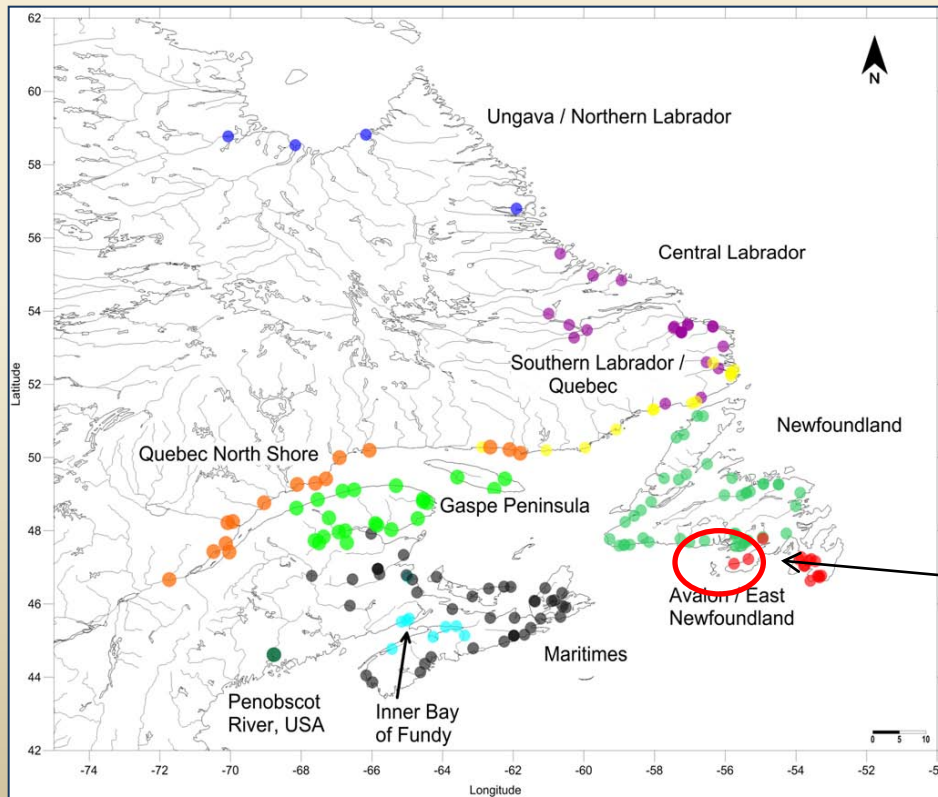 62
60
58
56
54
52
50
48
46
44
42
Latitude
N
Ungava / Northern Labrador
Central Labrador
Southern Labrador /
Quebec
Newfoundland
Quebec North Shore
Gaspe Peninsula
Avalon / East
Newfoundland
Maritimes
Penobscot
River, USA
Inner Bay
of Fundy
0 5 10
-74 -72 -70 -68 -66 -64 -62 -60 -58 -56 -54 -52 -5
Longitude